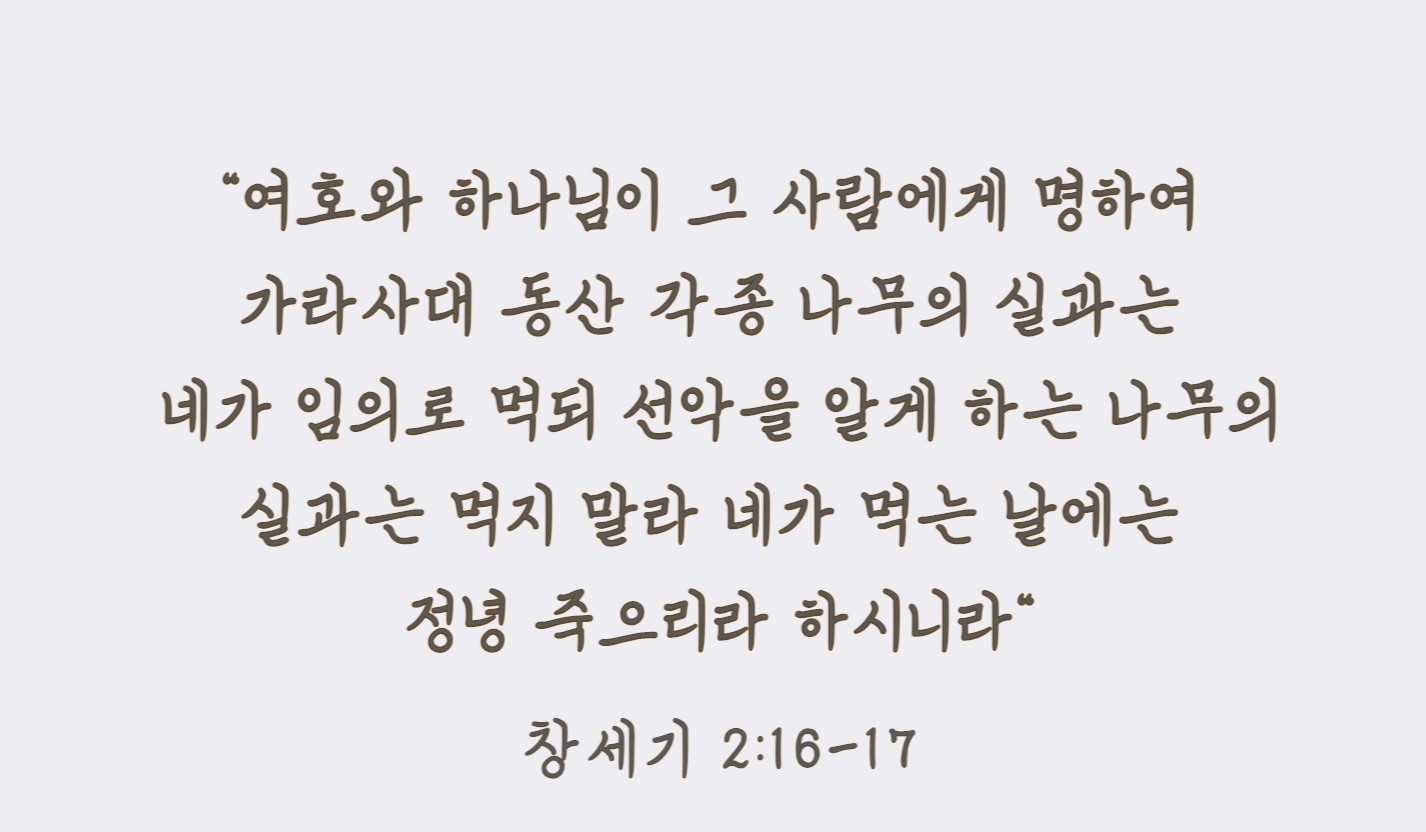 “여호와 하나님이 그 사람에게 명하여
가라사대 동산 각종 나무의 실과는
네가 임의로 먹되 선악을 알게 하는 나무의
실과는 먹지 말라 네가 먹는 날에는
정녕 죽으리라 하시니라“
창세기 2:16-17